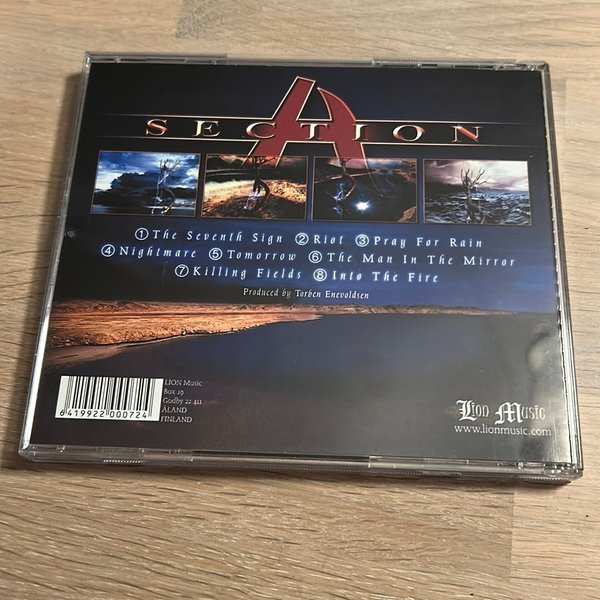 SECTION A
① The Seventh Sign ② Riot ③ Pray For Rain
④ Nightmare ⑤ Tomorrow ⑥ The Man In The Mirror
⑦ Killing Fields ⑧ Into The Fire
Produced by Torben Enevoldsen
6 419922 000724
LION Music
Box 19
Godby 22 411
ÅLAND
FINLAND
Lion Music
www.lionmusic.com